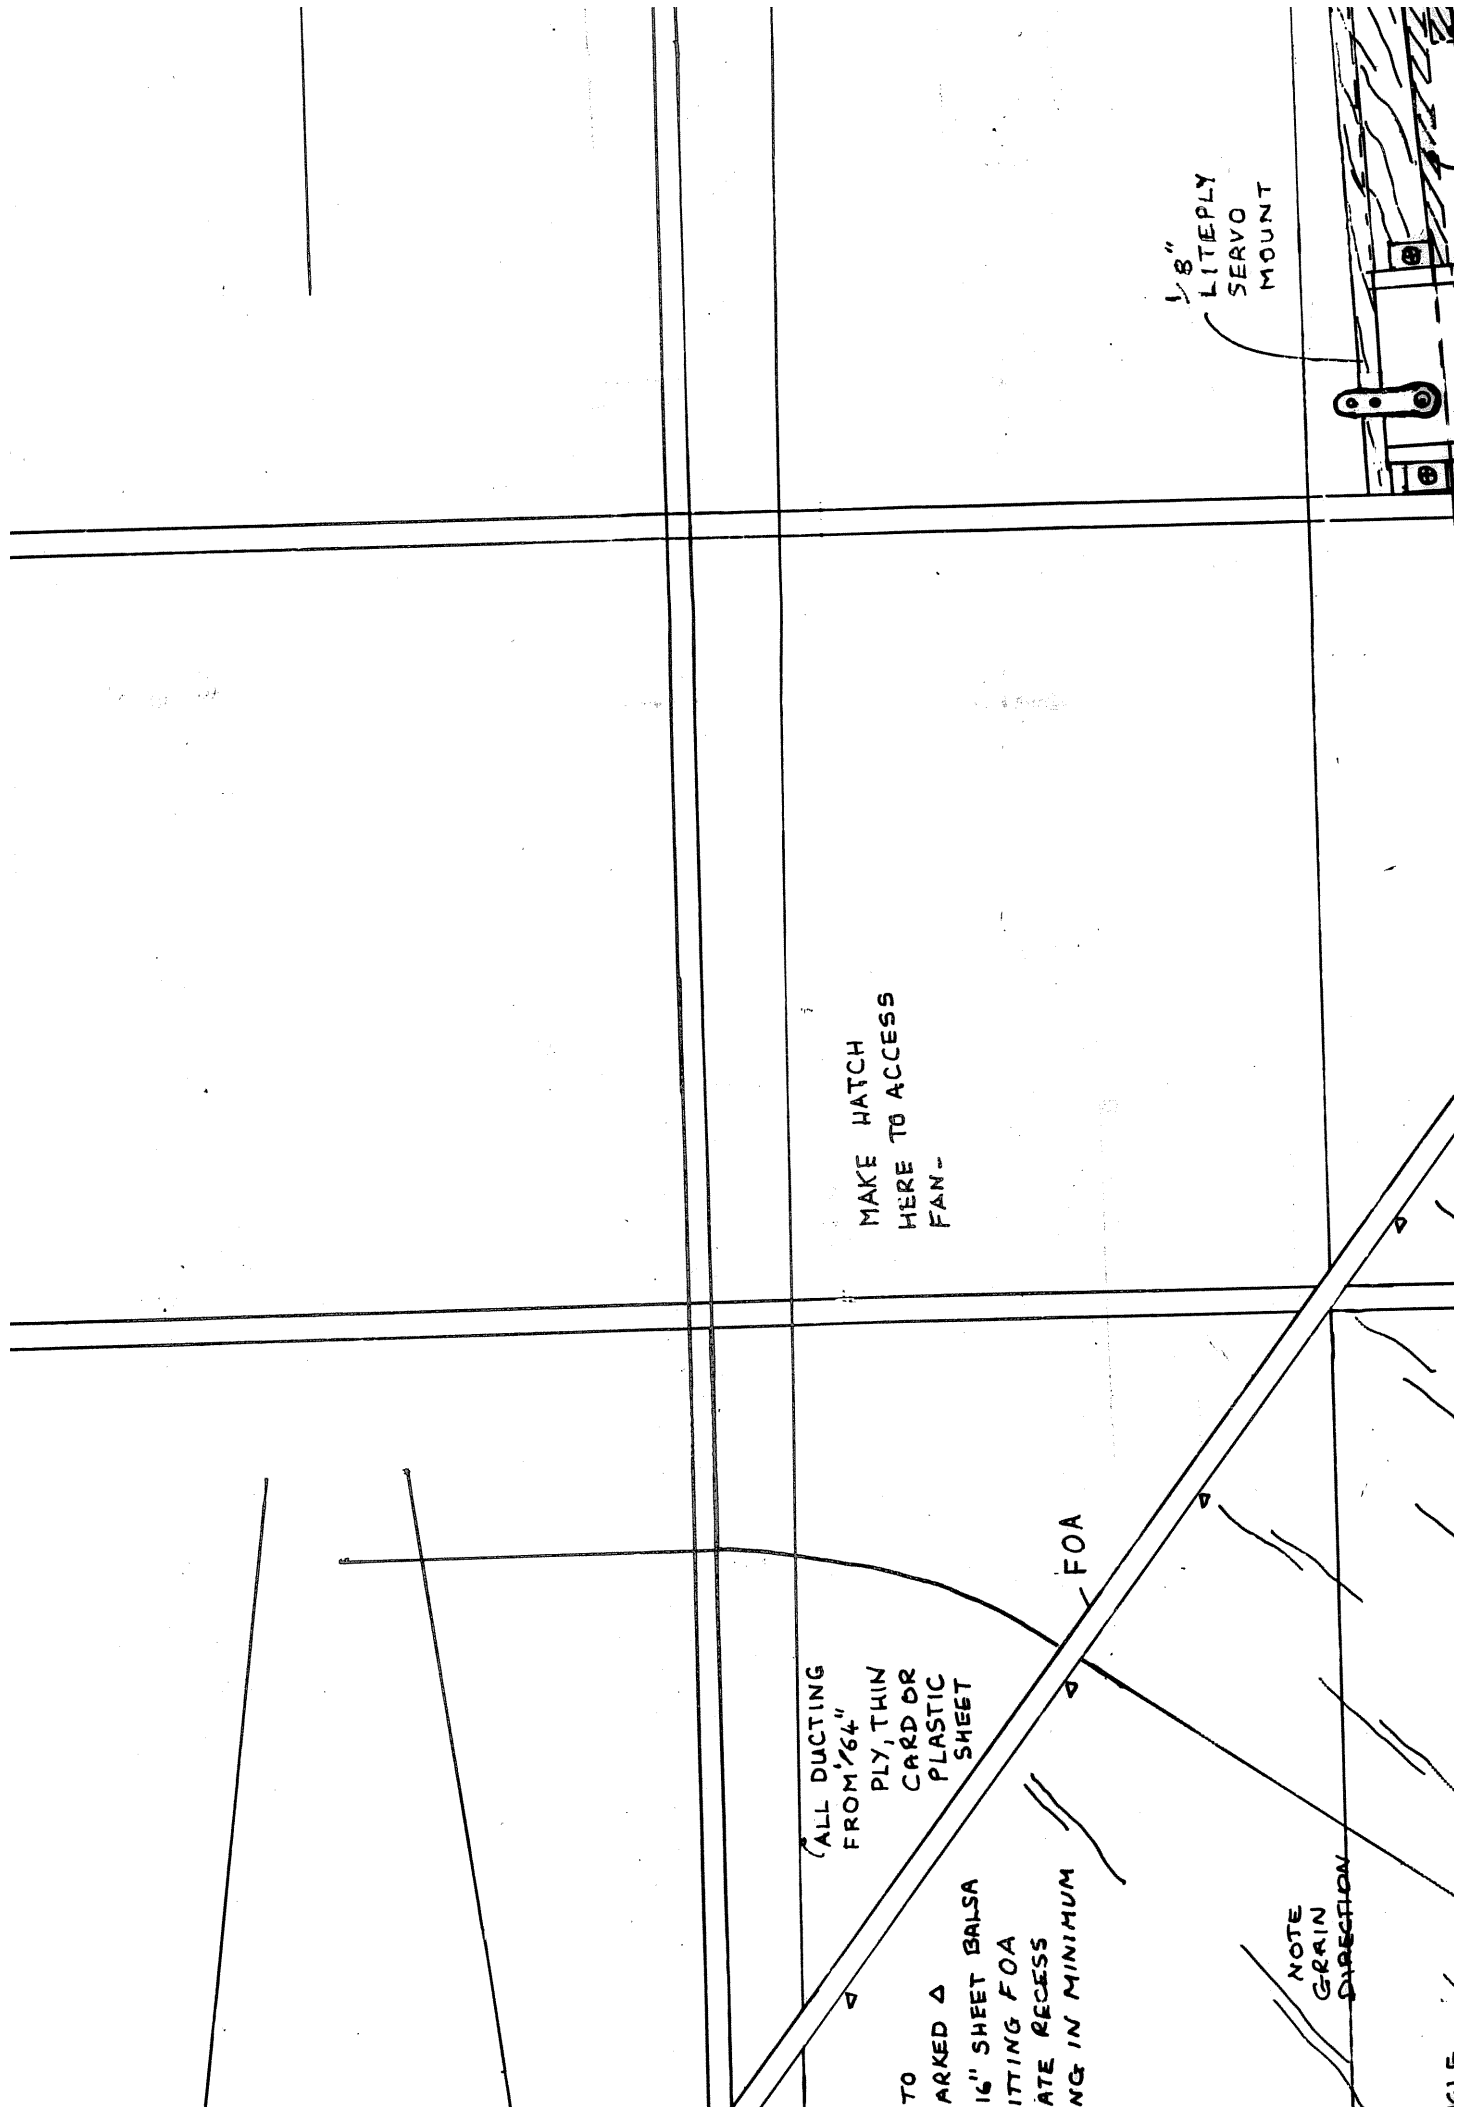 1/8"
LITEPLY
SERVO
MOUNT
MAKE HATCH
HERE TO ACCESS
FAN-
FOA
ALL DUCTING
FROM 1/64"
PLY, THIN
CARD OR
PLASTIC
SHEET
TO
ARKED △
16" SHEET BALSA
ITTING FOA
ATE RECESS
NG IN MINIMUM
NOTE
GRAIN
DIRECTION